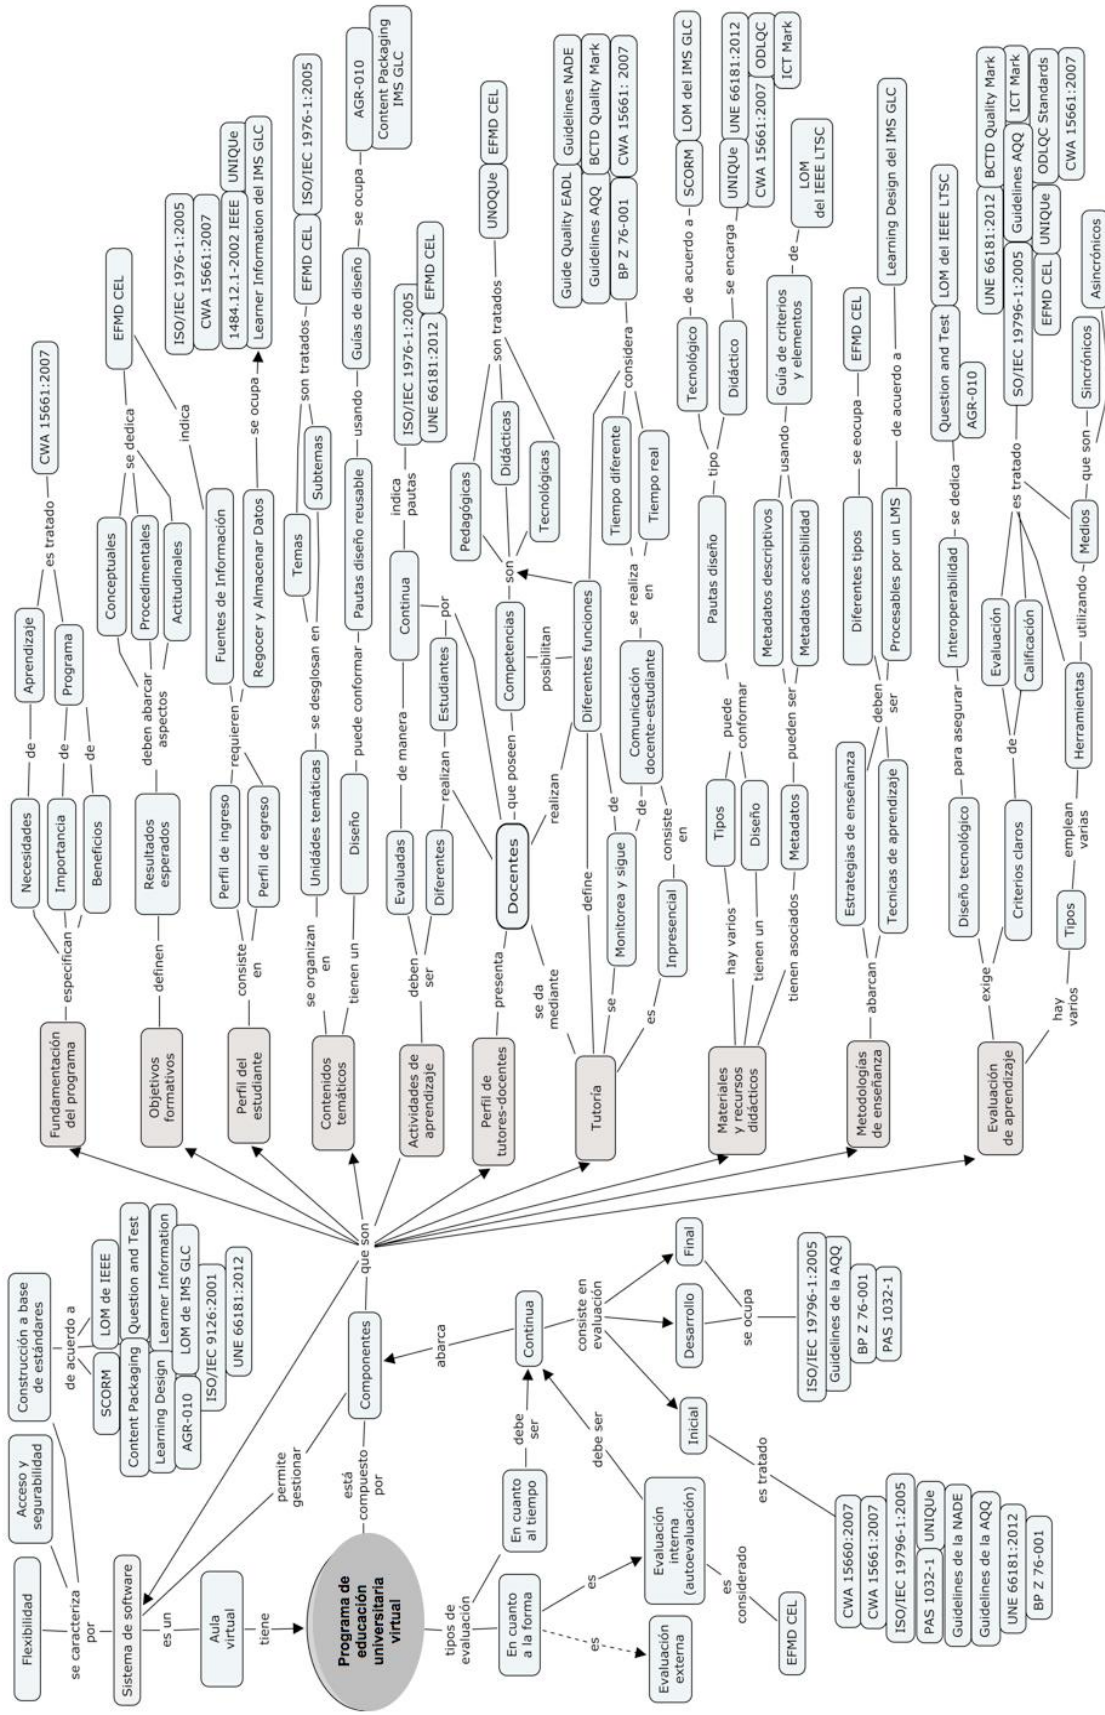 Flexibilidad
Acceso y
segurabilidad
Construcción a base
de estándares
se caracteriza
por
de acuerdo a
SCORM
LOM de IEEE
Content Packaging
Question and Test
Learning Design
Learner Information
AGR-010
LOM de IMS GLC
ISO/IEC 9126:2001
UNE 66181:2012
Sistema de software
es un
Aula
virtual
tiene
permite
gestionar
Programa de
educación
universitaria
virtual
está
compuesto
por
Componentes
que son
abarca
tipos de
evaluación
En cuanto
al tiempo
debe
ser
Continua
En cuanto
a la forma
es
es
Evaluación
externa
Evaluación
interna
(autoevaluación)
debe ser
es
considerado
EFMD CEL
consiste en
evaluación
Inicial
Desarrollo
Final
se ocupa
ISO/IEC 19796-1:2005
Guidelines de la AQQ
BP Z 76-001
PAS 1032-1
es tratado
CWA 15660:2007
CWA 15661:2007
ISO/IEC 19796-1:2005
PAS 1032-1
UNIQUe
Guidelines de la NADE
Guidelines de la AQQ
UNE 66181:2012
BP Z 76-001
Fundamentación
del programa
especifican
Necesidades
de
Aprendizaje
Importancia
de
Programa
Beneficios
de
es tratado
CWA 15661:2007
Objetivos
formativos
definen
Resultados
esperados
deben abarcar
aspectos
Conceptuales
Procedimentales
Actitudinales
se dedica
EFMD CEL
indica
Perfil del
estudiante
consiste
en
Perfil de ingreso
Perfil de egreso
requieren
Fuentes de Información
Regocer y Almacenar Datos
se ocupa
ISO/IEC 1976-1:2005
CWA 15661:2007
1484.12.1-2002 IEEE
UNIQUe
Learner Information del IMS GLC
Contenidos
temáticos
se organizan
en
Unidádes temáticas
se desglosan en
Temas
Subtemas
son tratados
EFMD CEL
ISO/IEC 1976-1:2005
tienen un
Diseño
puede conformar
Pautas diseño reusable
usando
Guías de diseño
se ocupa
AGR-010
Content Packaging
IMS GLC
Actividades de
aprendizaje
deben
ser
Evaluadas
de manera
Continua
indica
pautas
ISO/IEC 1976-1:2005
UNE 66181:2012
EFMD CEL
Diferentes
realizan
Estudiantes
por
Perfil de
tutores-docentes
presenta
Docentes
que poseen
Competencias
son
Pedagógicas
Didácticas
Tecnológicas
son tratados
UNOQUe
EFMD CEL
posibilitan
realizan
Tutoría
se da
mediante
define
Diferentes funciones
considera
Guide Quality EADL
Guidelines NADE
Guidelines AQQ
BCTD Quality Mark
BP Z 76-001
CWA 15661: 2007
se
Monitorea y sigue
de
de
Comunicación
docente-estudiante
se realiza
en
Tiempo diferente
Tiempo real
es
Inpresencial
consiste
en
Materiales
y recursos
didácticos
hay varios
Tipos
tienen un
Diseño
puede
conformar
Pautas diseño
tipo
Tecnológico
de acuerdo a
SCORM
LOM del IMS GLC
Didáctico
se encarga
UNIQUe
UNE 66181:2012
CWA 15661:2007
ODLQC
ICT Mark
tienen asociados
Metadatos
pueden ser
Metadatos descriptivos
Metadatos acesibilidad
usando
Guía de criterios
y elementos
de
LOM
del IEEE LTSC
Metodologías
de enseñanza
abarcan
Estrategias de enseñanza
Tecnicas de aprendizaje
deben
ser
Diferentes tipos
se eocupa
EFMD CEL
Procesables por un LMS
de acuerdo a
Learning Design del IMS GLC
Evaluación
de aprendizaje
exige
Diseño tecnológico
para asegurar
Interoperabilidad
se dedica
Question and Test
LOM del IEEE LTSC
AGR-010
Criterios claros
de
Evaluación
Calificación
es tratado
UNE 66181:2012
BCTD Quality Mark
SO/IEC 19796-1:2005
Guidelines AQQ
ICT Mark
EFMD CEL
UNIQUe
ODLQC Standards
CWA 15661:2007
hay
varios
Tipos
emplean
varias
Herramientas
utilizando
Medios
que son
Sincrónicos
Asincrónicos